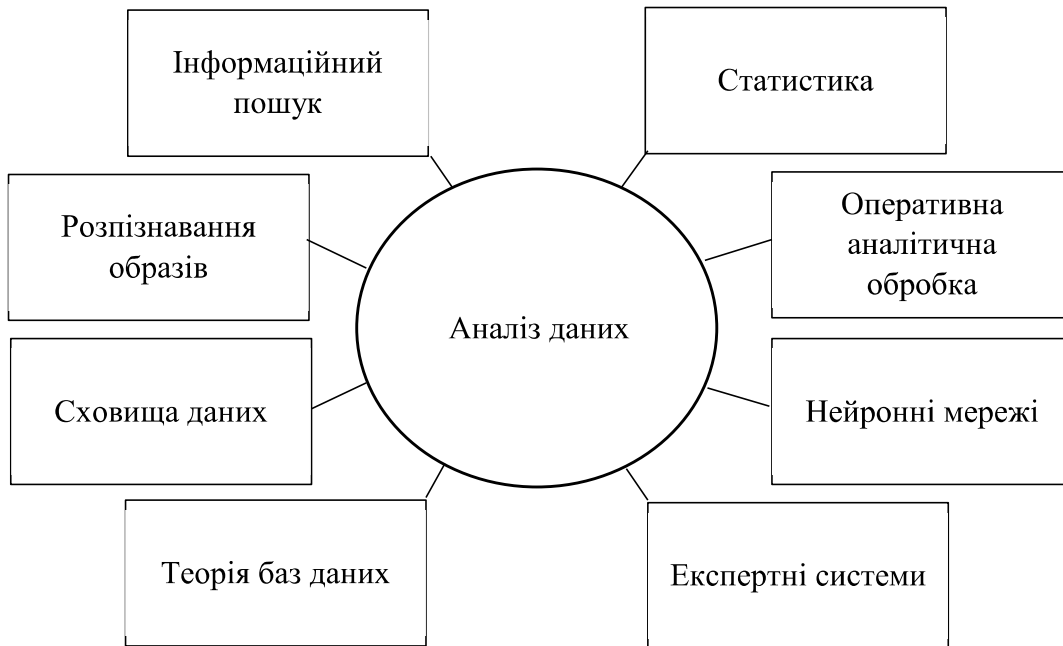 Інформаційний
пошук
Статистика
Розпізнавання
образів
Оперативна
аналітична
обробка
Аналіз даних
Сховища даних
Нейронні мережі
Теорія баз даних
Експертні системи